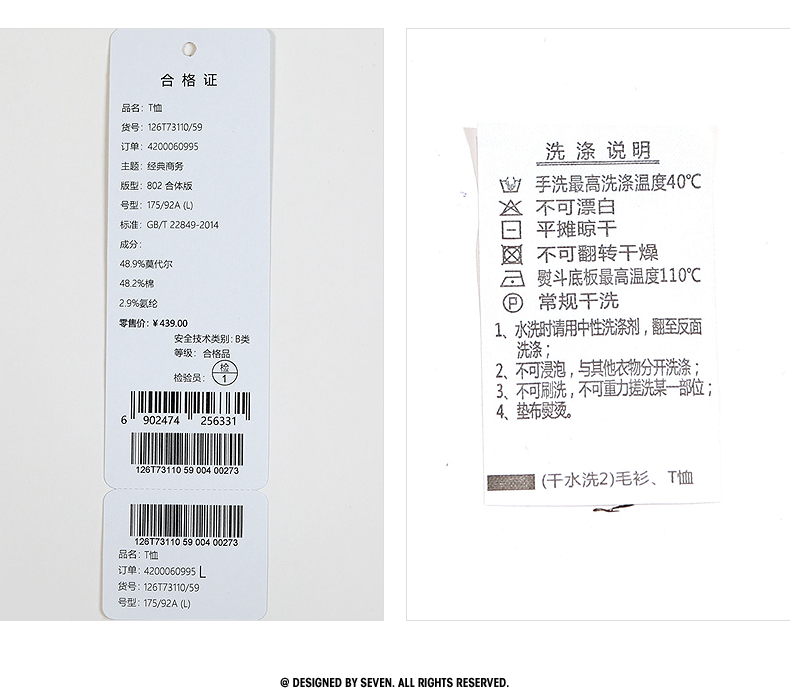 合格证
品名：T恤
货号：126T73110/59
订单：4200060995
主题：经典商务
版型：802 合体版
号型：175/92A (L)
标准：GB/T 22849-2014
成分：
48.9%莫代尔
48.2%棉
2.9%氨纶
零售价：¥439.00
安全技术类别：B类
等级：合格品
检验员：检 1
6 902474 256331
126T73110 59 004 00273
126T73110 59 004 00273
品名：T恤
订单：4200060995 L
货号：126T73110/59
号型：175/92A (L)
洗涤说明
手洗最高洗涤温度40℃
不可漂白
平摊晾干
不可翻转干燥
熨斗底板最高温度110℃
P 常规干洗
1、水洗时请用中性洗涤剂，翻至反面
洗涤；
2、不可浸泡，与其他衣物分开洗涤；
3、不可刷洗，不可重力搓洗某一部位；
4、垫布熨烫。
(干水洗2)毛衫、T恤
@ DESIGNED BY SEVEN. ALL RIGHTS RESERVED.